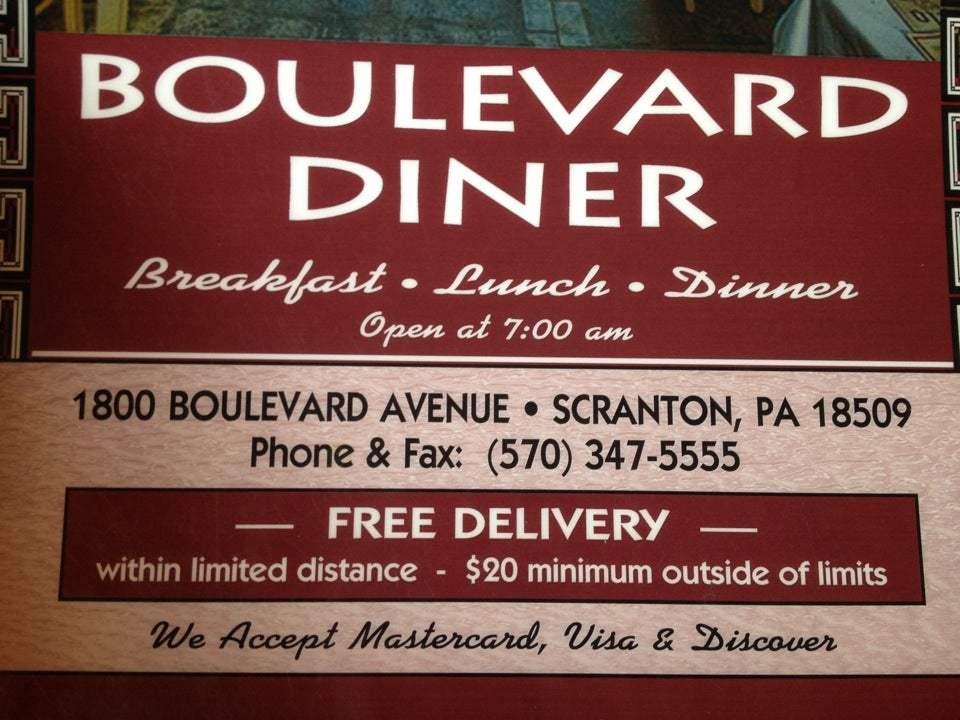 BOULEVARD
DINER
Breakfast • Lunch • Dinner
Open at 7:00 am
1800 BOULEVARD AVENUE • SCRANTON, PA 18509
Phone & Fax: (570) 347-5555
— FREE DELIVERY —
within limited distance - $20 minimum outside of limits
We Accept Mastercard, Visa & Discover